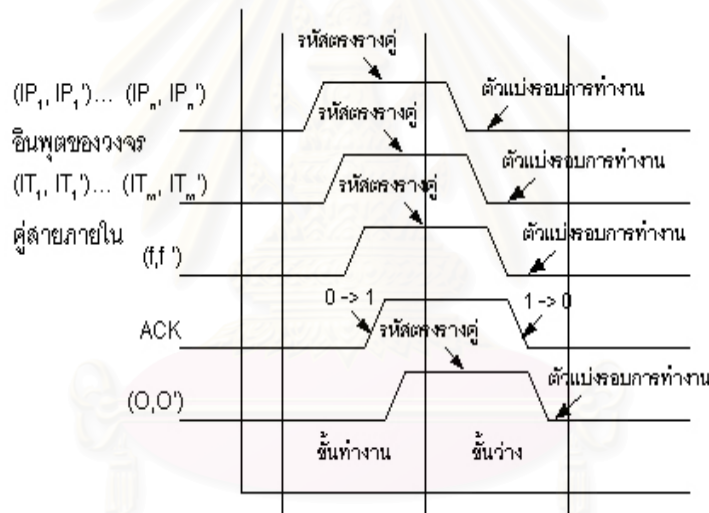 รหัสตรงรางคู่
(IP₁, IP₁')... (IPₙ, IPₙ')
ตัวแบ่งรอบการทำงาน
รหัสตรงรางคู่
อินพุตของวงจร
ตัวแบ่งรอบการทำงาน
(IT₁, IT₁')... (ITₘ, ITₘ')
รหัสตรงรางคู่
คู่สายภายใน
ตัวแบ่งรอบการทำงาน
(f,f')
0 -> 1
1 -> 0
ACK
รหัสตรงรางคู่
ตัวแบ่งรอบการทำงาน
(O,O')
ขั้นทำงาน
ขั้นว่าง